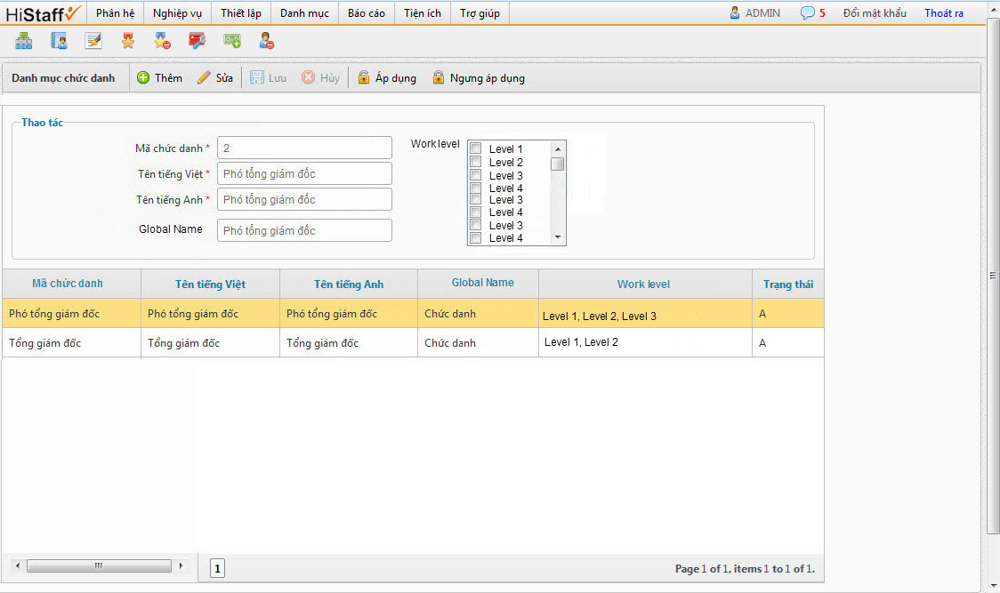 HiStaff Phân hệ Nghiệp vụ Thiết lập Danh mục Báo cáo Tiện ích Trợ giúp ADMIN 5 Đổi mật khẩu Thoát ra
Danh mục chức danh Thêm Sửa Lưu Hủy Áp dụng Ngưng áp dụng
Thao tác
Mã chức danh * 2
Tên tiếng Việt * Phó tổng giám đốc
Tên tiếng Anh * Phó tổng giám đốc
Global Name Phó tổng giám đốc
Work level
Level 1
Level 2
Level 3
Level 4
Level 3
Level 4
Level 3
Level 4
Mã chức danh Tên tiếng Việt Tên tiếng Anh Global Name Work level Trạng thái
Phó tổng giám đốc Phó tổng giám đốc Phó tổng giám đốc Chức danh Level 1, Level 2, Level 3 A
Tổng giám đốc Tổng giám đốc Tổng giám đốc Chức danh Level 1, Level 2 A
1 Page 1 of 1, items 1 to 1 of 1.